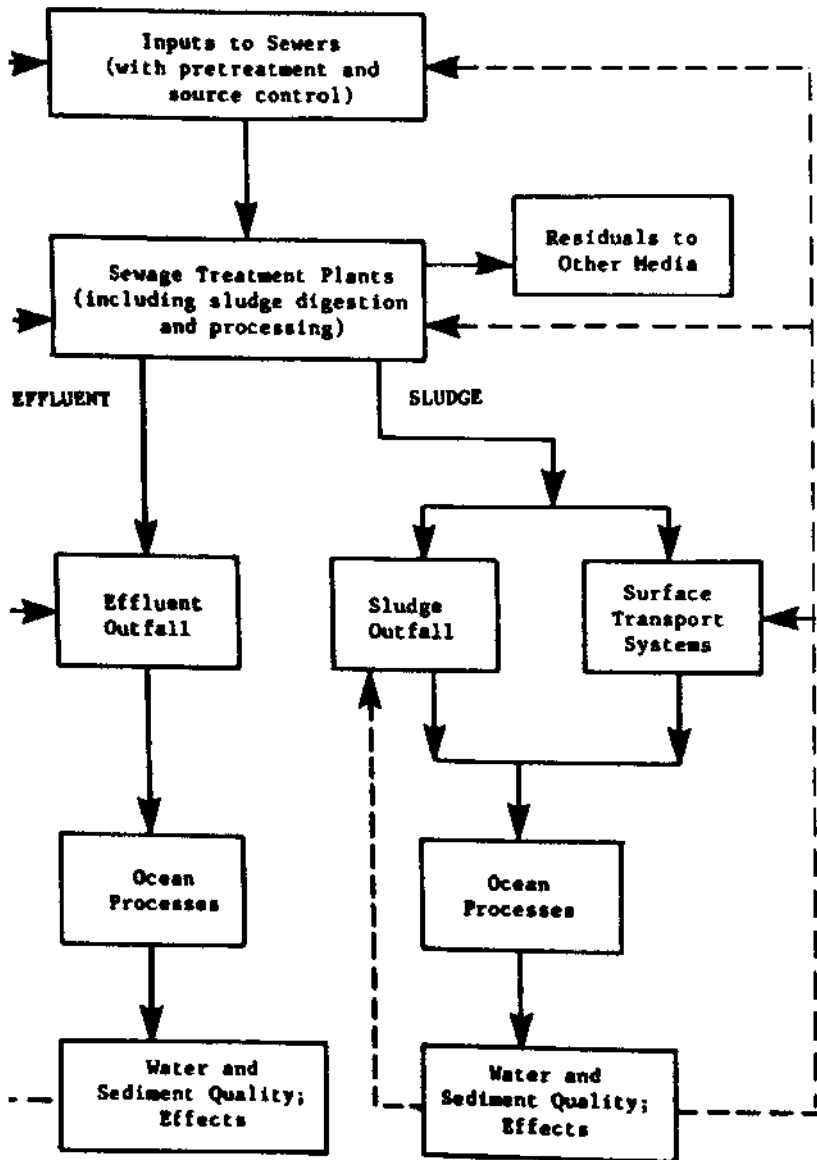 Inputs to Sewers
(with pretreatment and
source control)
Residuals to
Other Media
Sewage Treatment Plants
(including sludge digestion
and processing)
EFFLUENT
SLUDGE
Effluent
Outfall
Sludge
Outfall
Surface
Transport
Systems
Ocean
Processes
Ocean
Processes
Water and
Sediment Quality;
Effects
Water and
Sediment Quality;
Effects